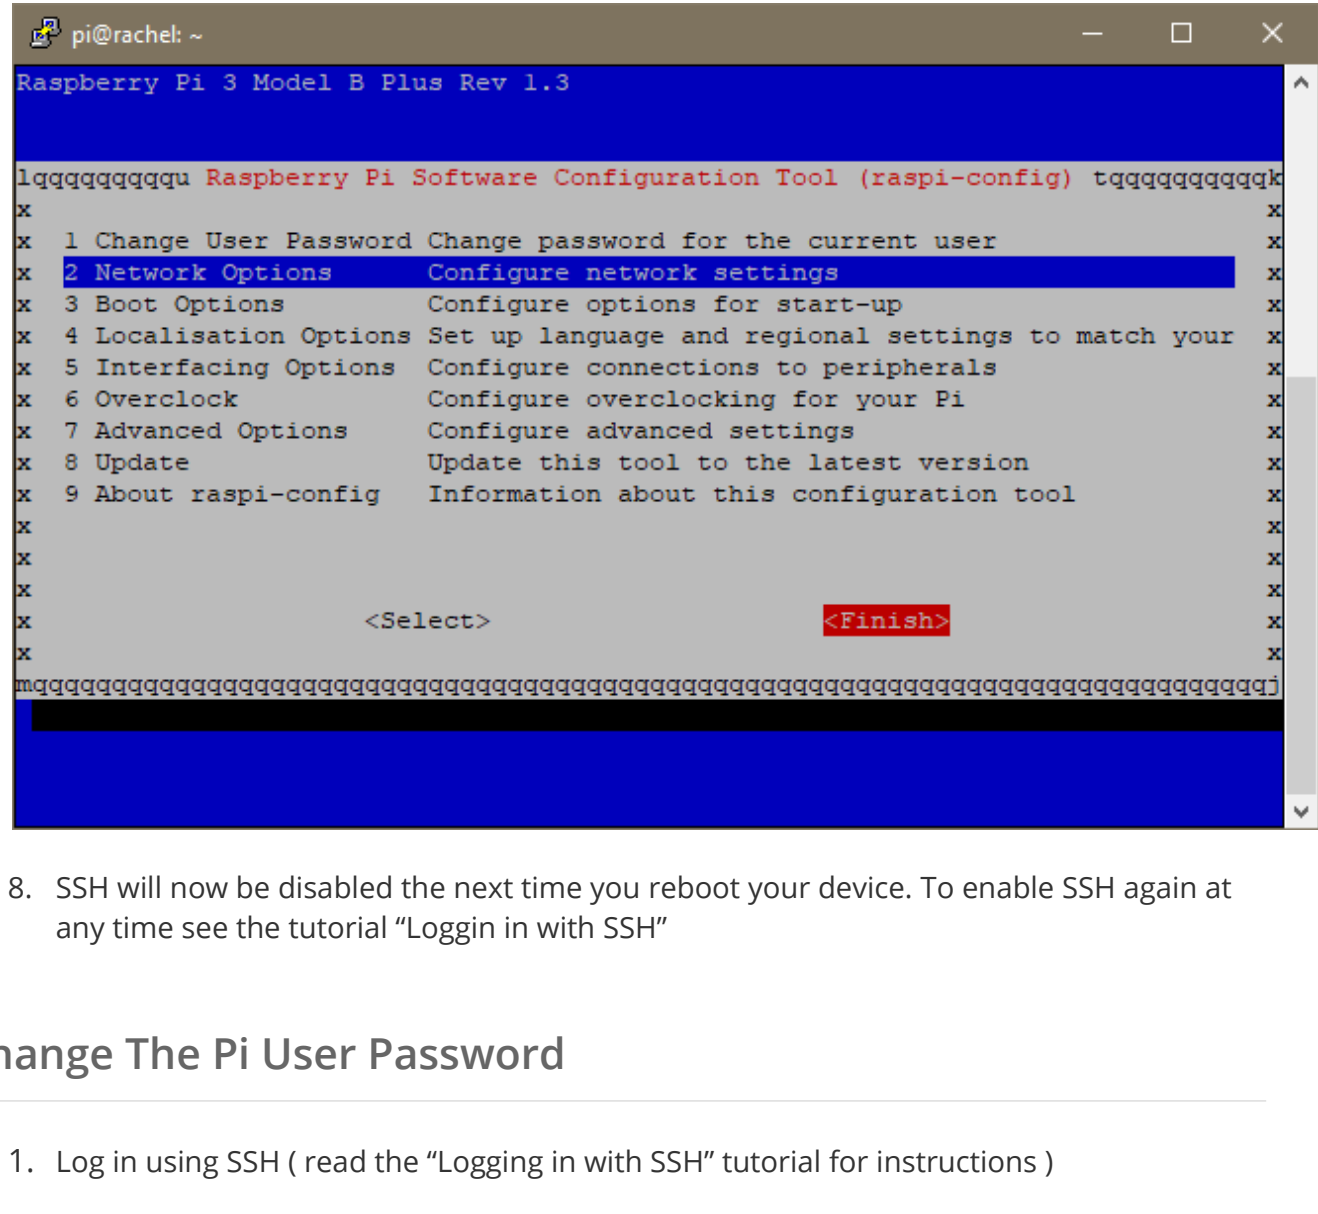 pi@rachel: ~
Raspberry Pi 3 Model B Plus Rev 1.3
lqqqqqqqqqu Raspberry Pi Software Configuration Tool (raspi-config) tqqqqqqqqqqk
x x
x 1 Change User Password Change password for the current user x
x 2 Network Options Configure network settings x
x 3 Boot Options Configure options for start-up x
x 4 Localisation Options Set up language and regional settings to match your x
x 5 Interfacing Options Configure connections to peripherals x
x 6 Overclock Configure overclocking for your Pi x
x 7 Advanced Options Configure advanced settings x
x 8 Update Update this tool to the latest version x
x 9 About raspi-config Information about this configuration tool x
x x
x x
x x
x <Select> <Finish> x
x x
mqqqqqqqqqqqqqqqqqqqqqqqqqqqqqqqqqqqqqqqqqqqqqqqqqqqqqqqqqqqqqqqqqqqqqqqqqqqqqqj
8. SSH will now be disabled the next time you reboot your device. To enable SSH again at
any time see the tutorial “Loggin in with SSH”
hange The Pi User Password
1. Log in using SSH ( read the “Logging in with SSH” tutorial for instructions )